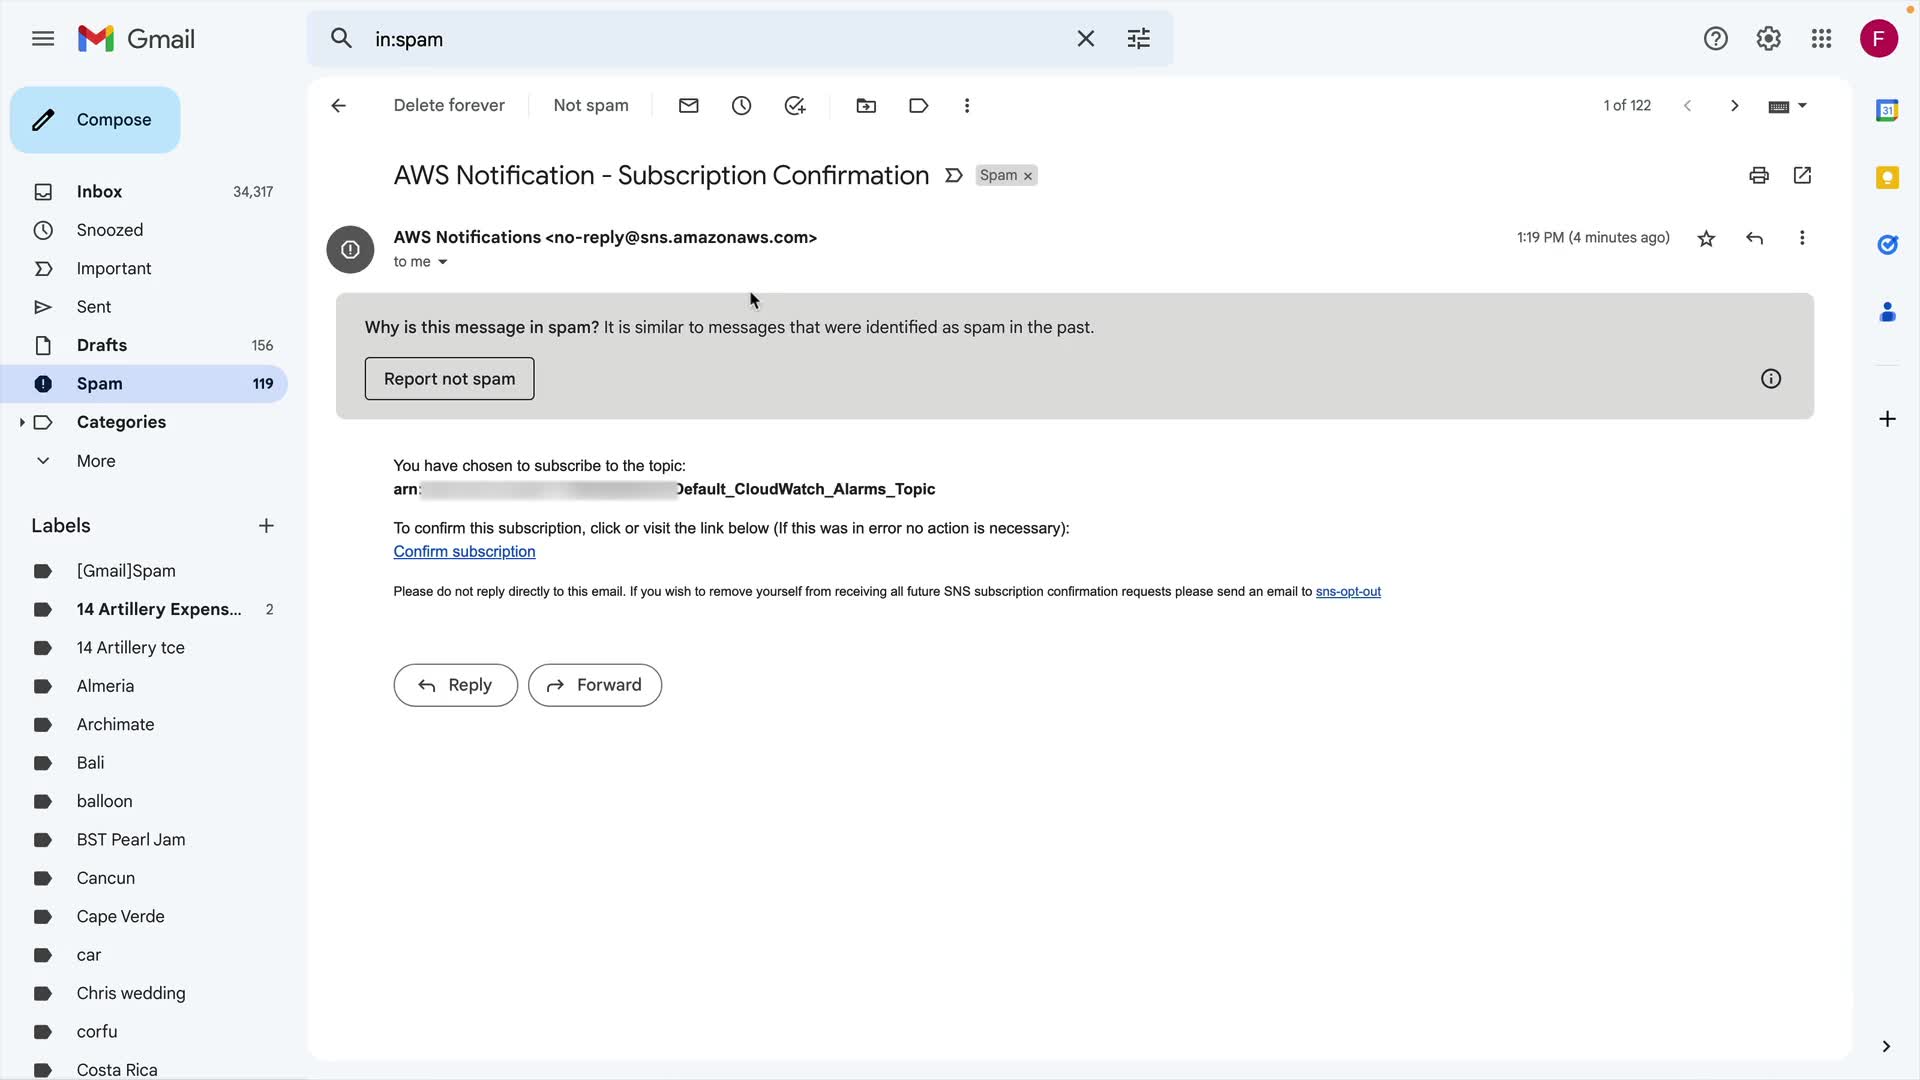 Gmail
in:spam
F
Compose
Delete forever
Not spam
1 of 122
31
AWS Notification - Subscription Confirmation
Spam ×
Inbox 34,317
Snoozed
Important
Sent
Drafts 156
Spam 119
Categories
More
AWS Notifications <no-reply@sns.amazonaws.com>
1:19 PM (4 minutes ago)
to me
Why is this message in spam? It is similar to messages that were identified as spam in the past.
Report not spam
You have chosen to subscribe to the topic:
arn: Default_CloudWatch_Alarms_Topic
To confirm this subscription, click or visit the link below (If this was in error no action is necessary):
Confirm subscription
Please do not reply directly to this email. If you wish to remove yourself from receiving all future SNS subscription confirmation requests please send an email to sns-opt-out
Reply
Forward
Labels
[Gmail]Spam
14 Artillery Expens... 2
14 Artillery tce
Almeria
Archimate
Bali
balloon
BST Pearl Jam
Cancun
Cape Verde
car
Chris wedding
corfu
Costa Rica